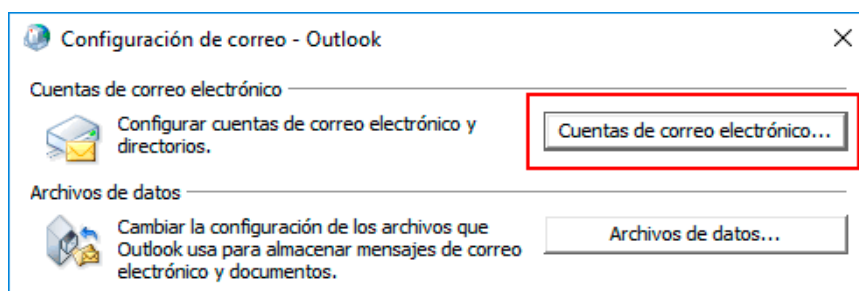 Configuración de correo - Outlook
Cuentas de correo electrónico
Configurar cuentas de correo electrónico y
directorios.
Cuentas de correo electrónico...
Archivos de datos
Cambiar la configuración de los archivos que
Outlook usa para almacenar mensajes de correo
electrónico y documentos.
Archivos de datos...